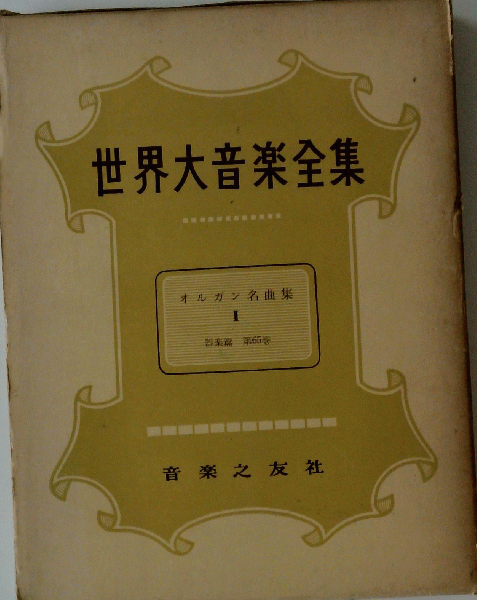 世界大音楽全集
オルガン名曲集
I
器楽篇 第65巻
音楽之友社